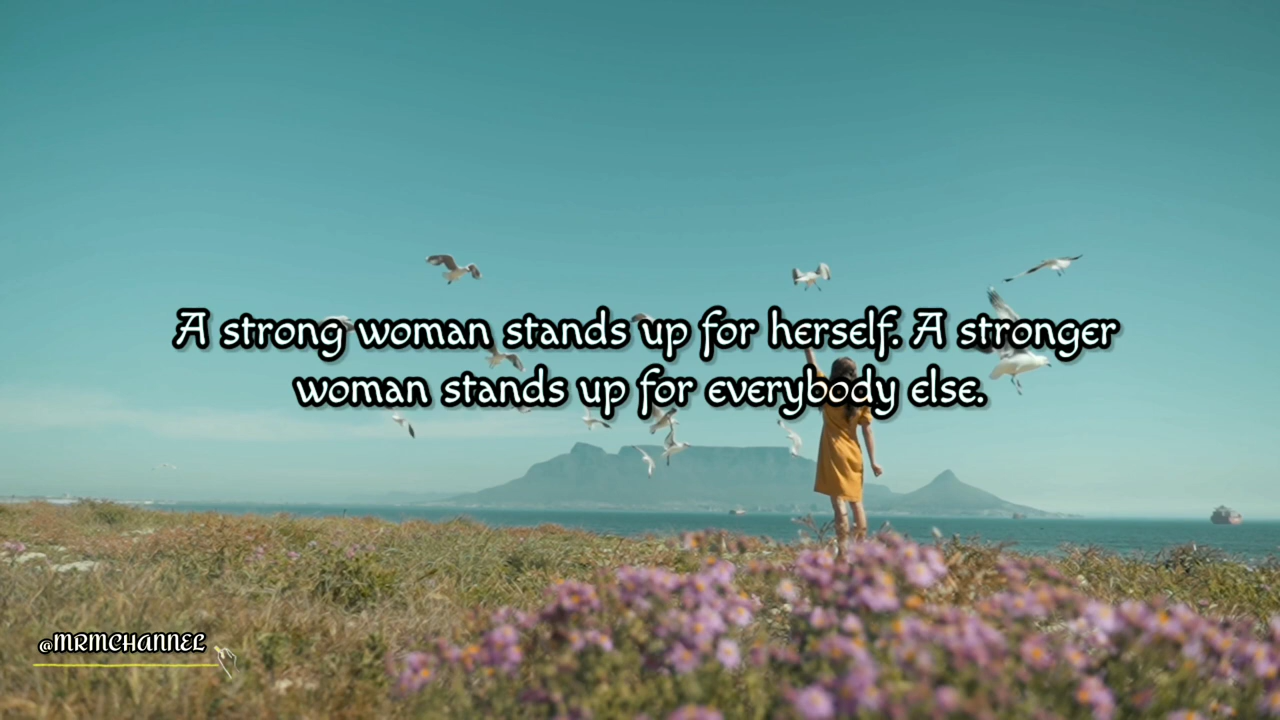 A strong woman stands up for herself. A stronger
woman stands up for everybody else.
@MRMCHANNEL